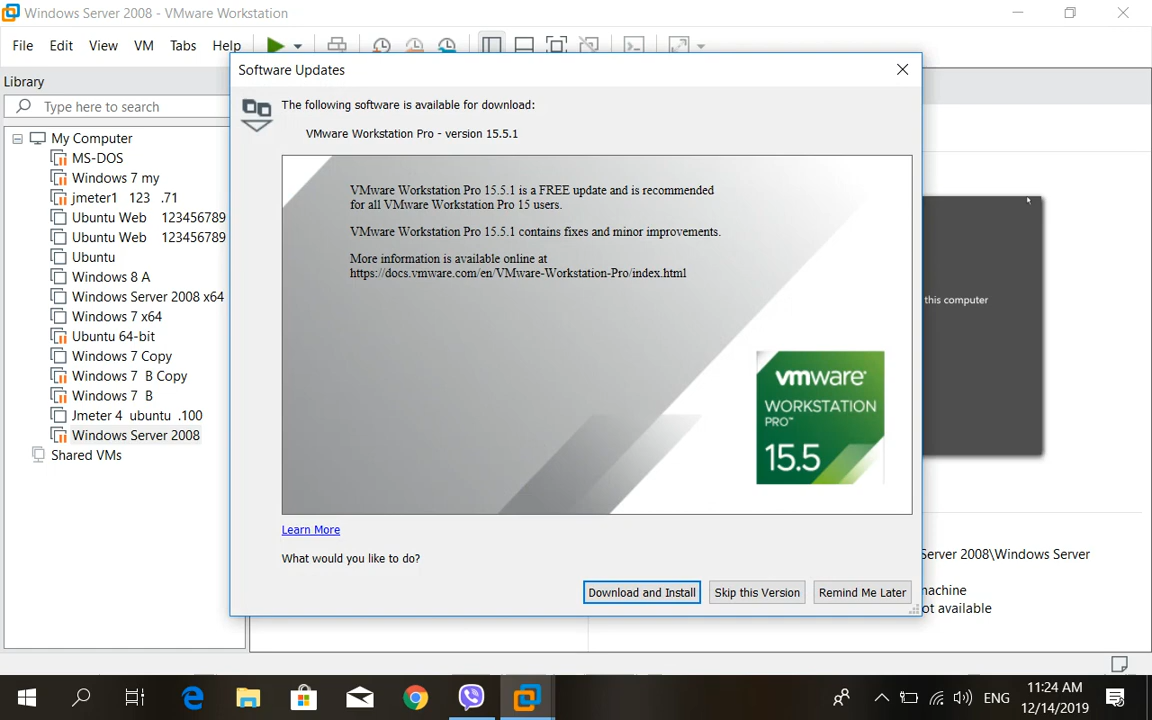 Windows Server 2008 - VMware Workstation
File Edit View VM Tabs Help
Library
Type here to search
My Computer
MS-DOS
Windows 7 my
jmeter1 123 .71
Ubuntu Web 123456789
Ubuntu Web 123456789
Ubuntu
Windows 8 A
Windows Server 2008 x64
Windows 7 x64
Ubuntu 64-bit
Windows 7 Copy
Windows 7 B Copy
Windows 7 B
Jmeter 4 ubuntu .100
Windows Server 2008
Shared VMs
Software Updates
The following software is available for download:
VMware Workstation Pro - version 15.5.1
VMware Workstation Pro 15.5.1 is a FREE update and is recommended
for all VMware Workstation Pro 15 users.
VMware Workstation Pro 15.5.1 contains fixes and minor improvements.
More information is available online at
https://docs.vmware.com/en/VMware-Workstation-Pro/index.html
vmware®
WORKSTATION
PRO™
15.5
Learn More
What would you like to do?
Download and Install Skip this Version Remind Me Later
this computer
Server 2008\Windows Server
machine
ot available
ENG
11:24 AM
12/14/2019